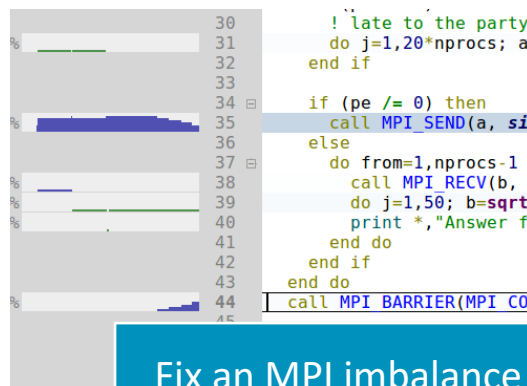 30 ! late to the party
% 31 do j=1,20*nprocs; a
32 end if
33
34 if (pe /= 0) then
% 35 call MPI_SEND(a, si
36 else
37 do from=1,nprocs-1
% 38 call MPI_RECV(b,
% 39 do j=1,50; b=sqrt
% 40 print *,"Answer f
41 end do
42 end if
43 end do
% 44 call MPI_BARRIER(MPI_CO
45
Fix an MPI imbalance